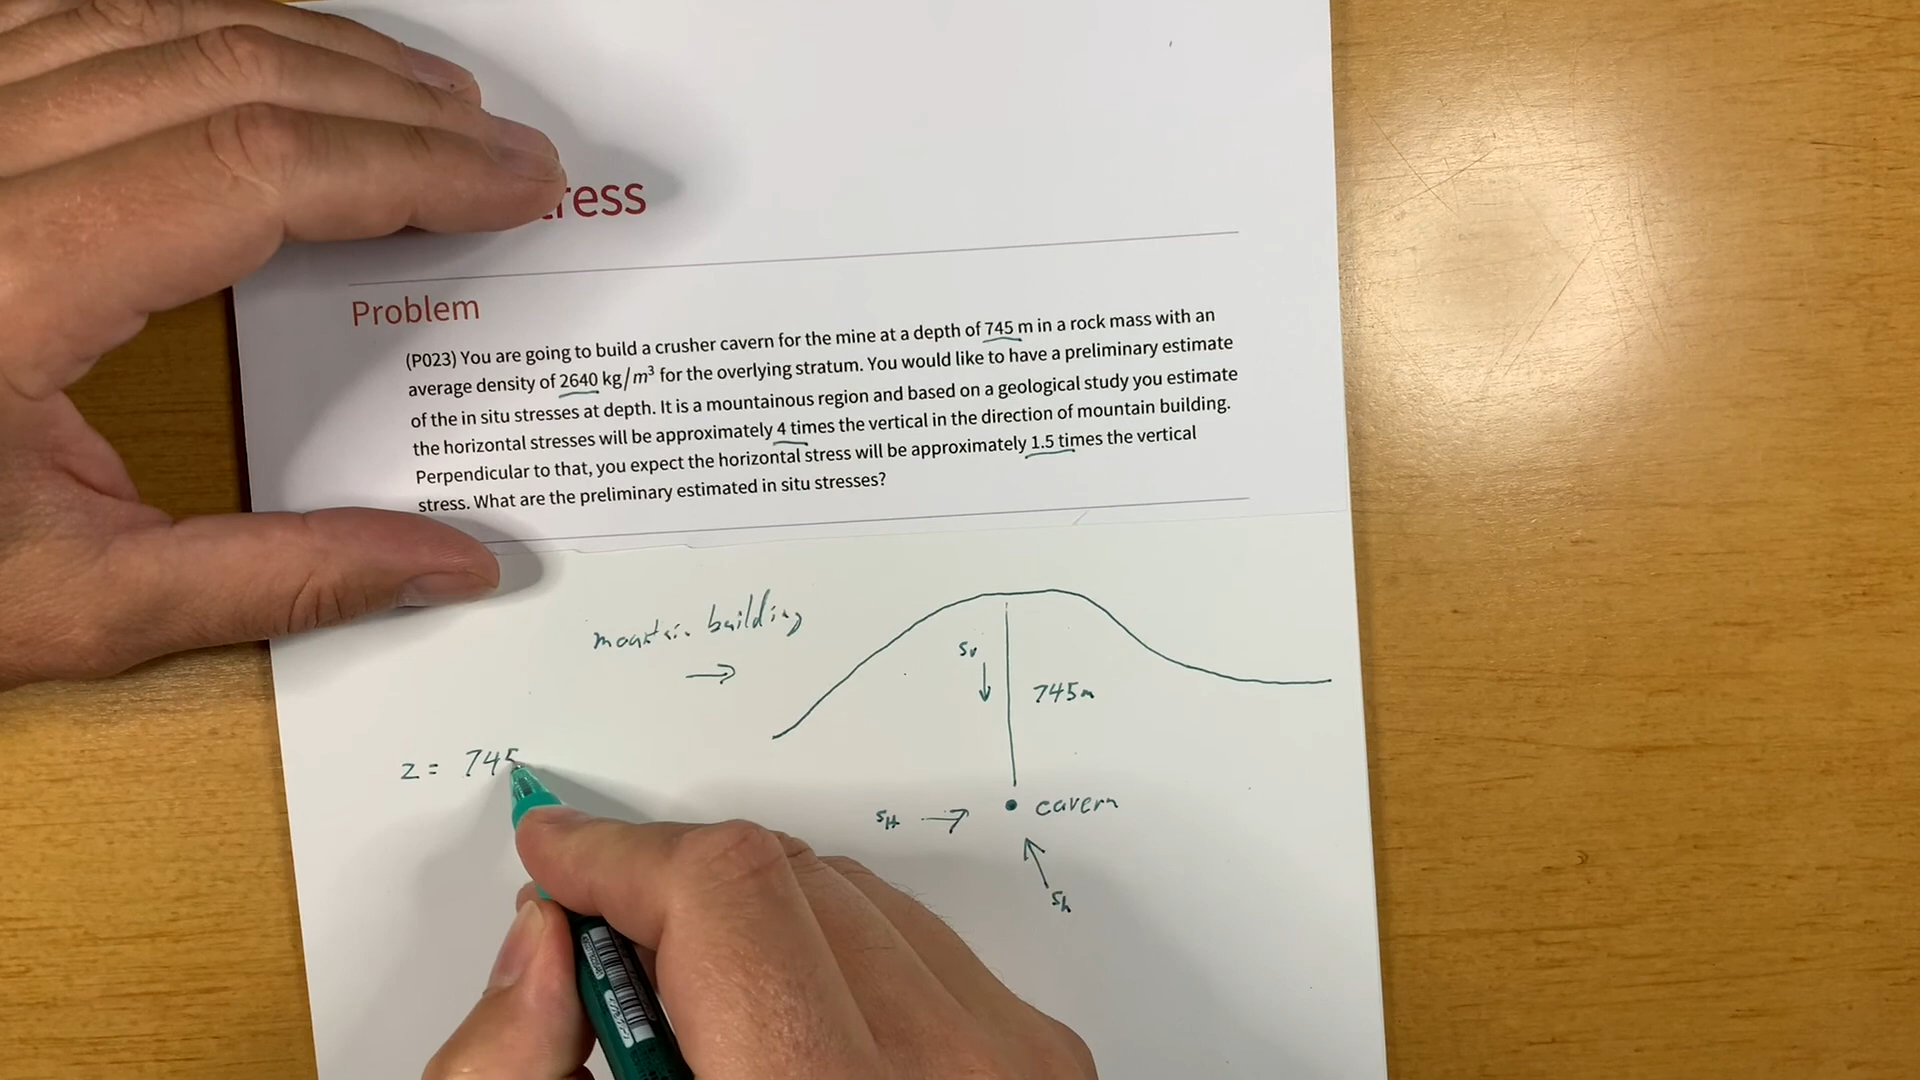 ress
Problem
(P023) You are going to build a crusher cavern for the mine at a depth of 745 m in a rock mass with an
average density of 2640 kg/m³ for the overlying stratum. You would like to have a preliminary estimate
of the in situ stresses at depth. It is a mountainous region and based on a geological study you estimate
the horizontal stresses will be approximately 4 times the vertical in the direction of mountain building.
Perpendicular to that, you expect the horizontal stress will be approximately 1.5 times the vertical
stress. What are the preliminary estimated in situ stresses?
mountain building
Sv
745m
z = 745
SH
cavern
Sh